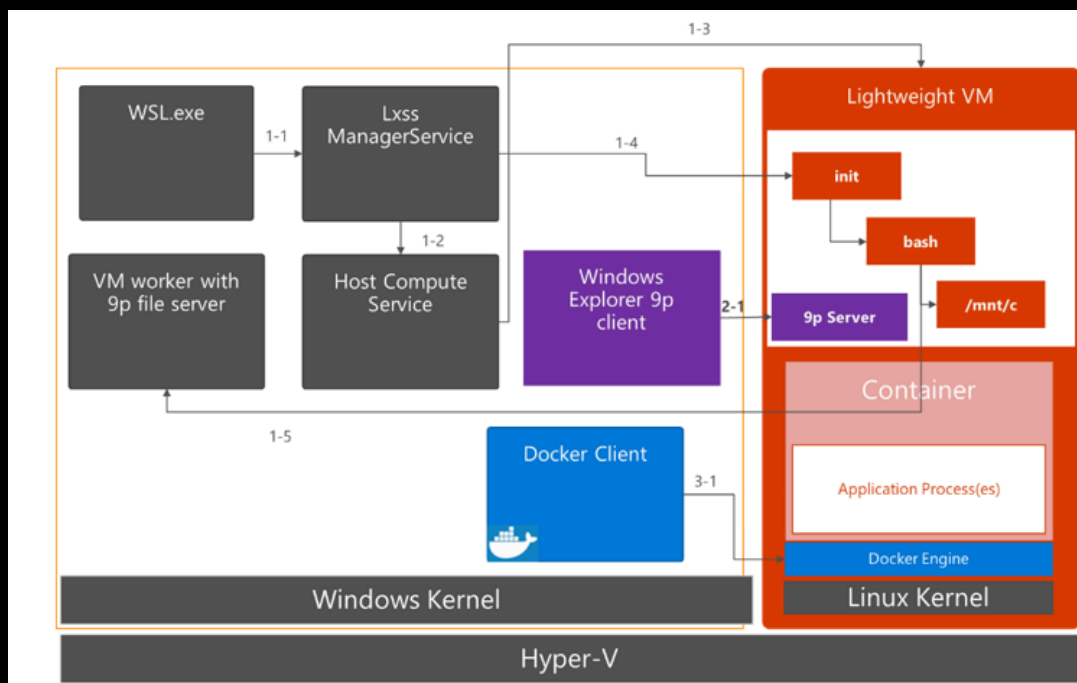 1-3
Lightweight VM
WSL.exe
1-1
Lxss
ManagerService
1-4
init
1-2
bash
VM worker with
9p file server
Host Compute
Service
Windows
Explorer 9p
client
2-1
9p Server
/mnt/c
Container
1-5
Docker Client
3-1
Application Process(es)
Docker Engine
Windows Kernel
Linux Kernel
Hyper-V